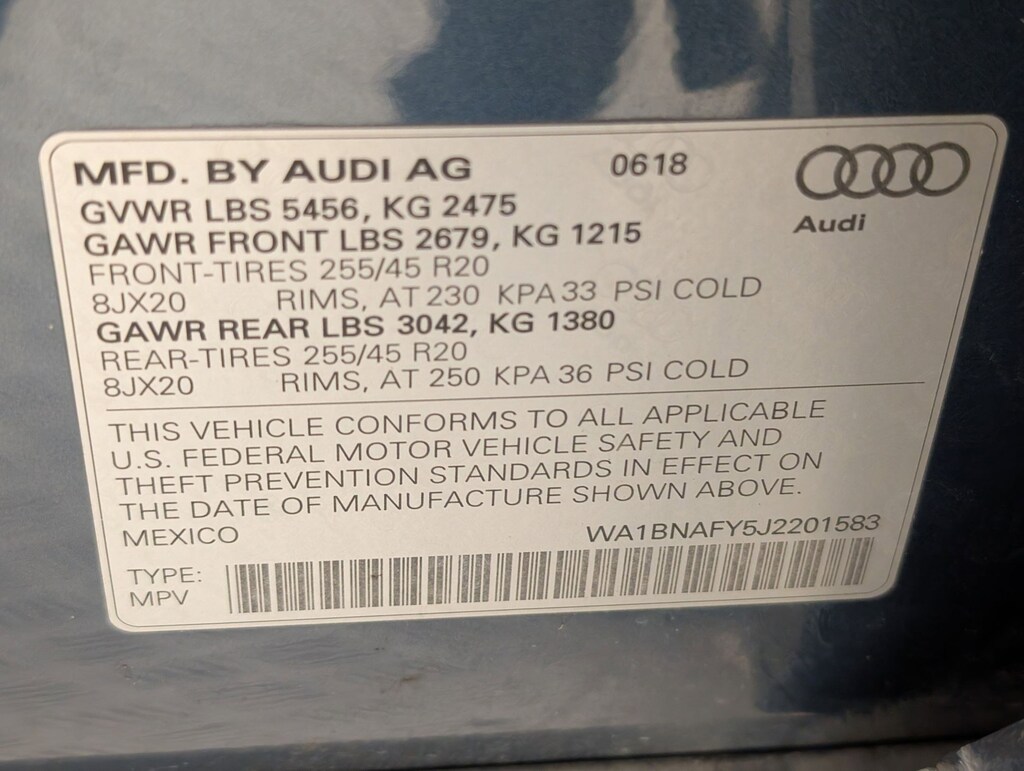 MFD. BY AUDI AG 0618
Audi
GVWR LBS 5456, KG 2475
GAWR FRONT LBS 2679, KG 1215
FRONT-TIRES 255/45 R20
8JX20 RIMS, AT 230 KPA 33 PSI COLD
GAWR REAR LBS 3042, KG 1380
REAR-TIRES 255/45 R20
8JX20 RIMS, AT 250 KPA 36 PSI COLD
THIS VEHICLE CONFORMS TO ALL APPLICABLE
U.S. FEDERAL MOTOR VEHICLE SAFETY AND
THEFT PREVENTION STANDARDS IN EFFECT ON
THE DATE OF MANUFACTURE SHOWN ABOVE.
MEXICO WA1BNAFY5J2201583
TYPE:
MPV